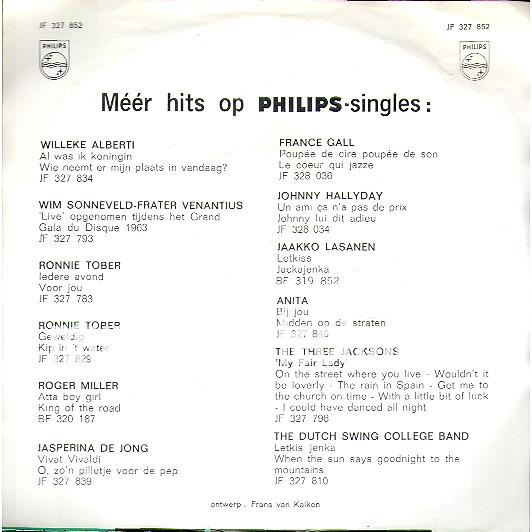 JF 327 852
JF 327 852
PHILIPS
PHILIPS
Méér hits op PHILIPS-singles :
WILLEKE ALBERTI
Al was ik koningin
Wie neemt er mijn plaats in vandaag?
JF 327 834
WIM SONNEVELD-FRATER VENANTIUS
'Live' opgenomen tijdens het Grand
Gala du Disque 1963
JF 327 793
RONNIE TOBER
Iedere avond
Voor jou
JF 327 783
RONNIE TOBER
Geweldig
Kip in 't water
JF 327 829
ROGER MILLER
Atta boy girl
King of the road
BF 320 187
JASPERINA DE JONG
Vivat Vivaldi
O, zo'n pilletje voor de pep
JF 327 839
FRANCE GALL
Poupée de cire poupée de son
Le coeur qui jazze
JF 328 036
JOHNNY HALLYDAY
Un ami ça n'a pas de prix
Johnny lui dit adieu
JF 328 034
JAAKKO LASANEN
Letkiss
Jackajenka
BF 319 852
ANITA
Bij jou
Midden op de straten
JF 327 840
THE THREE JACKSONS
'My Fair Lady'
On the street where you live - Wouldn't it
be loverly - The rain in Spain - Get me to
the church on time - With a little bit of luck
- I could have danced all night
JF 327 798
THE DUTCH SWING COLLEGE BAND
Letkis jenka
When the sun says goodnight to the
mountains
JF 327 810
ontwerp : Frans van Kalken